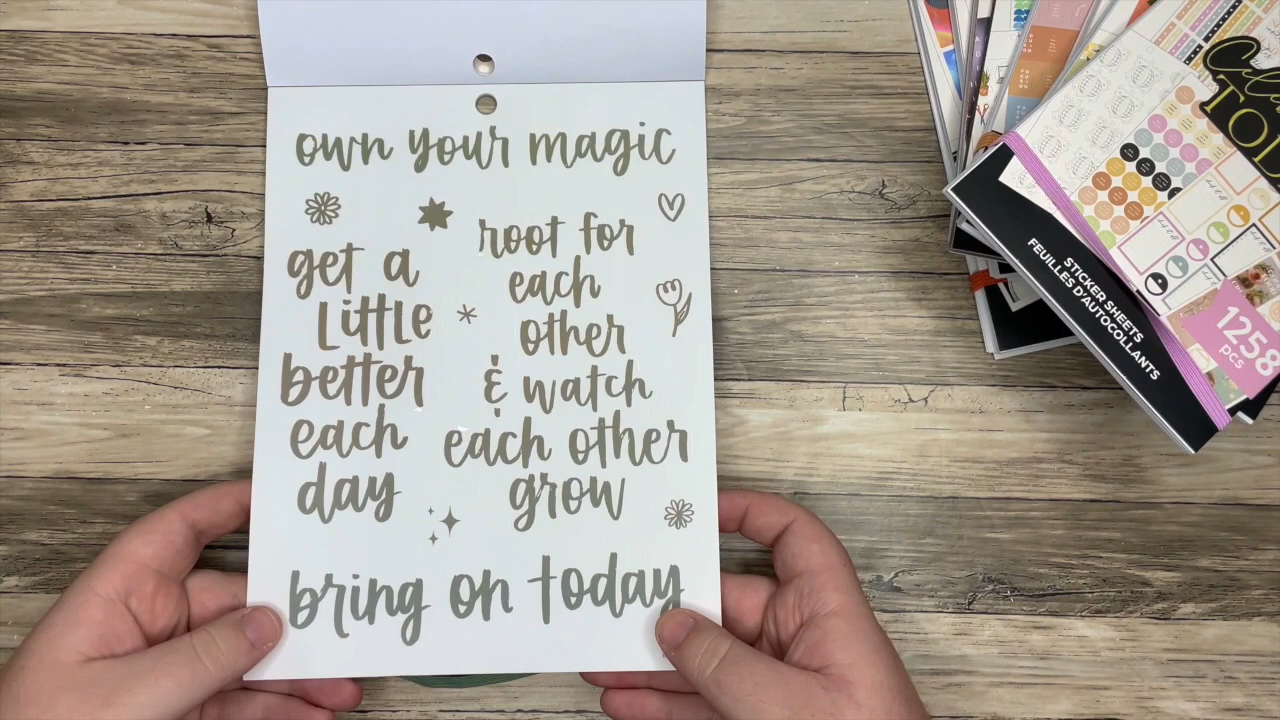 own your magic
get a
little
better
each
day
root for
each
other
& watch
each other
grow
bring on today
TOD
STICKER SHEETS
FEUILLES D'AUTOCOLLANTS
1258
pcs